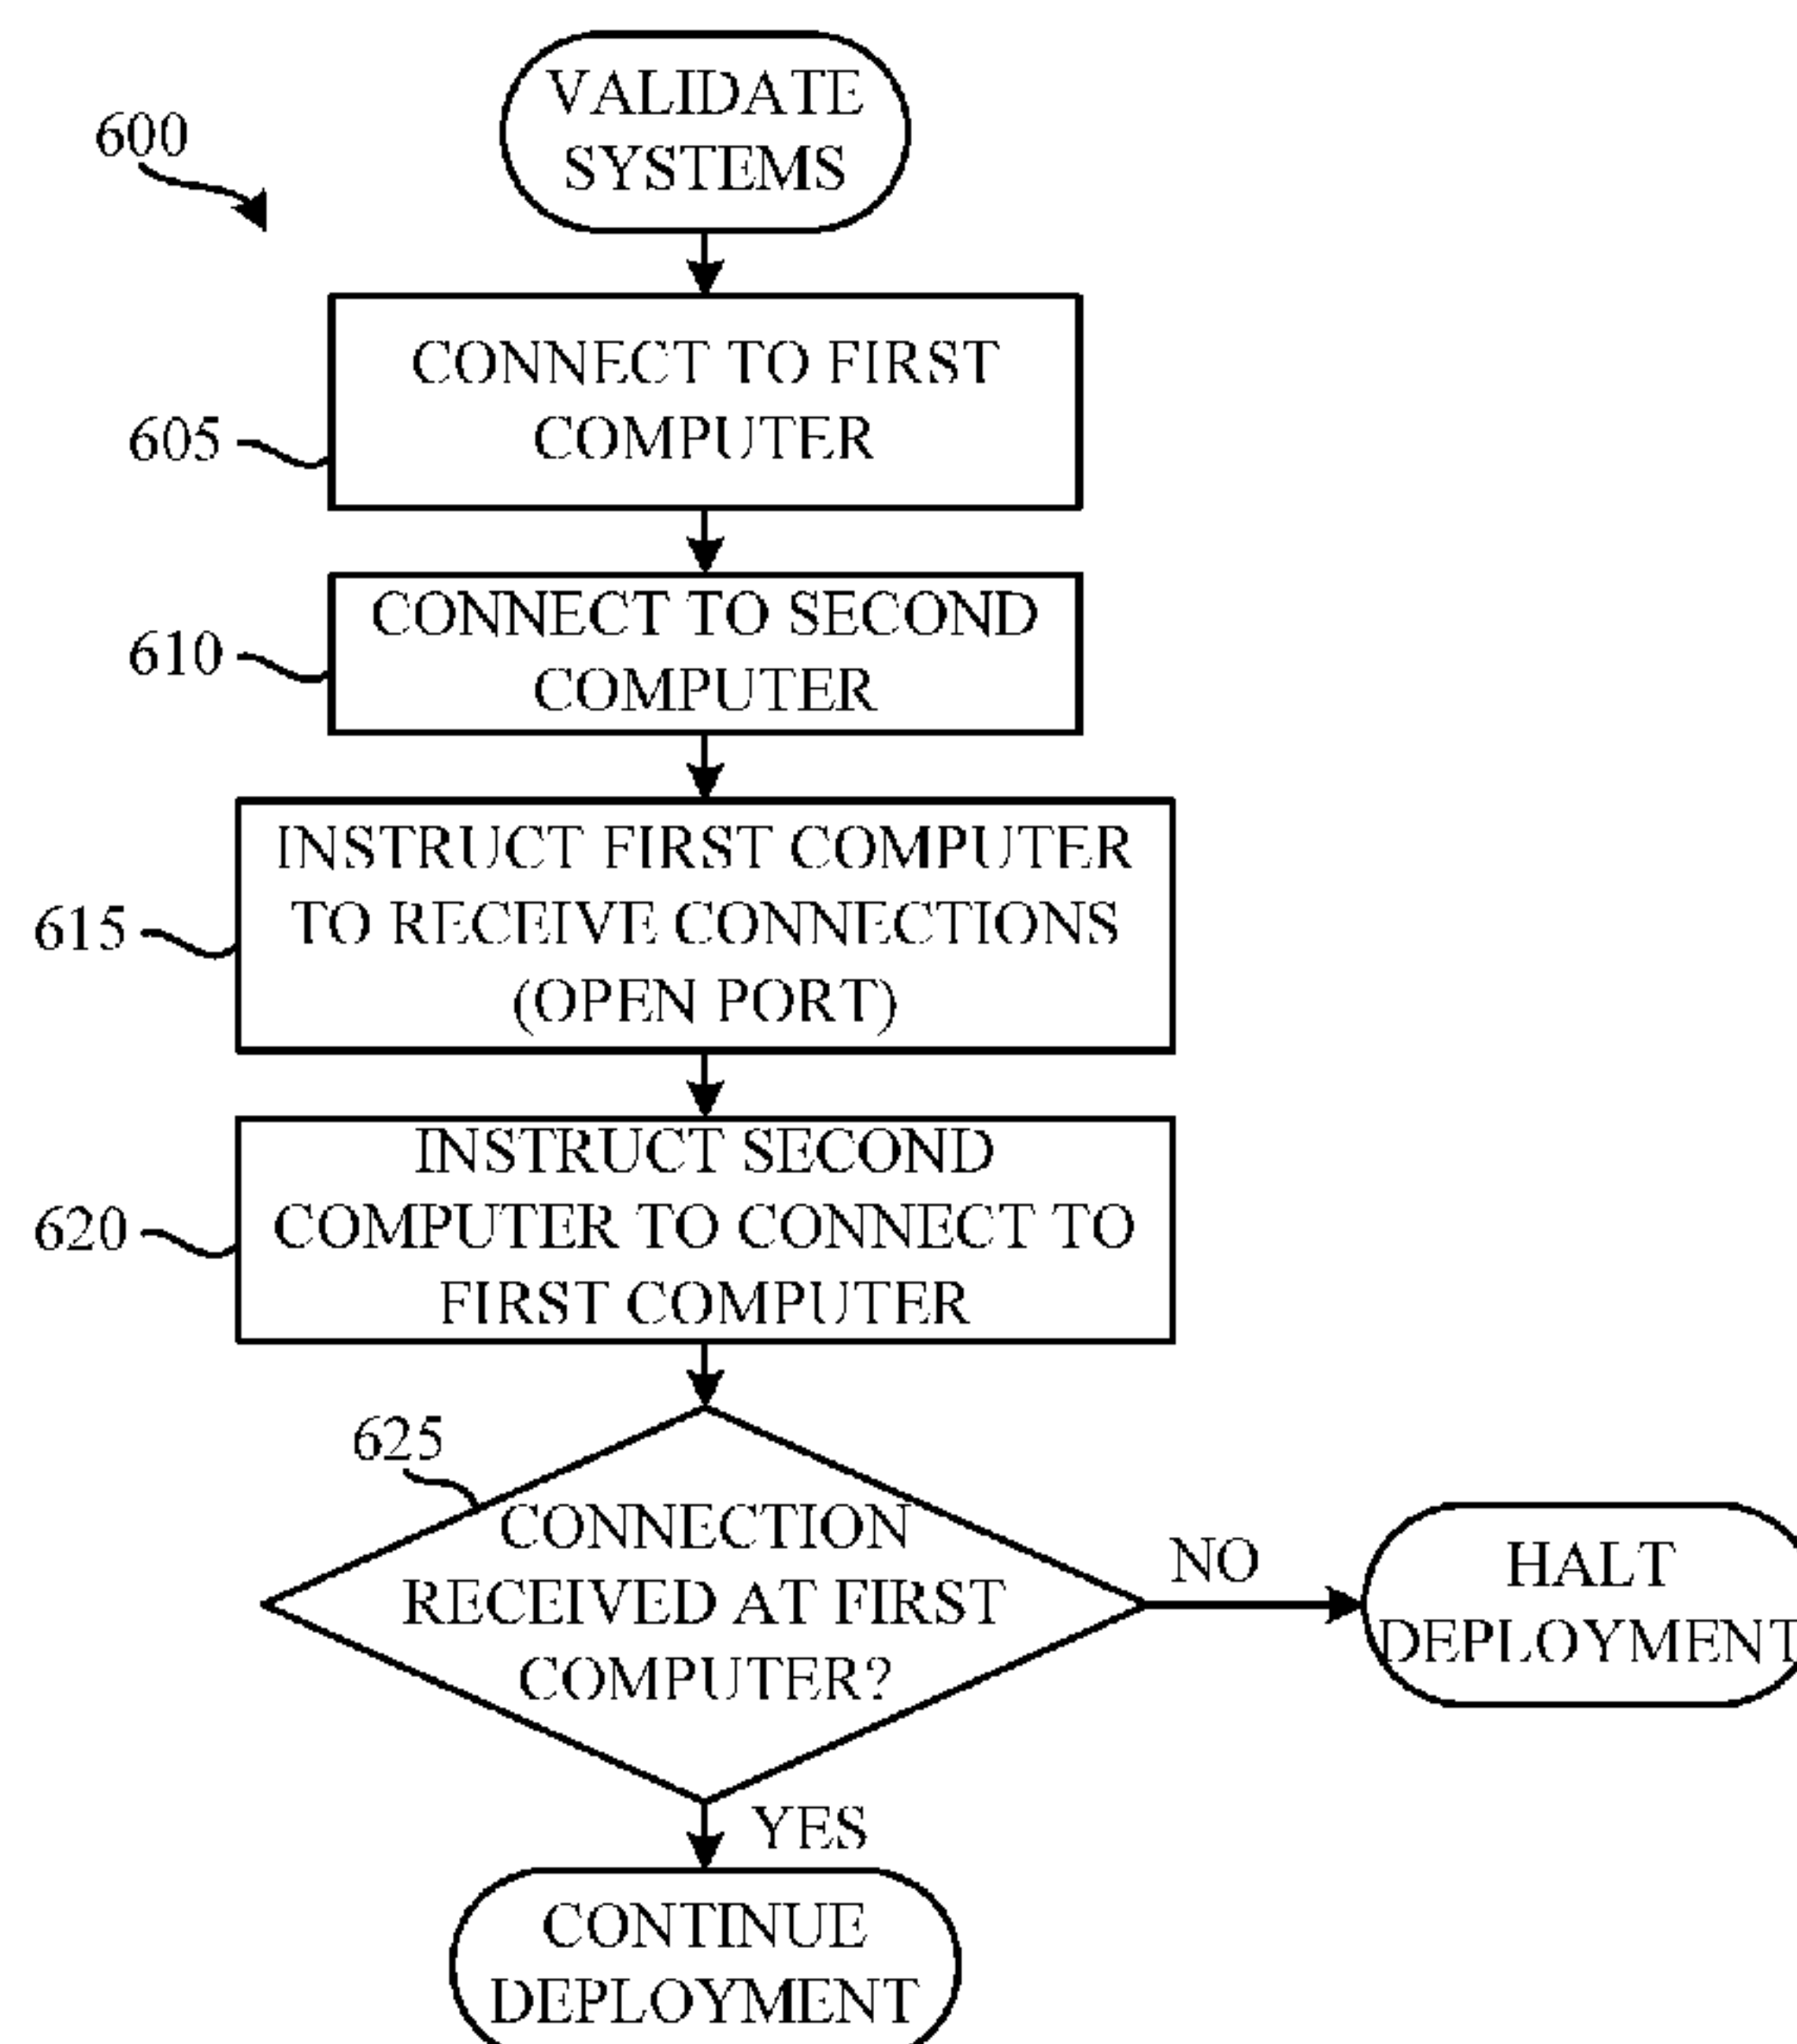 VALIDATE
SYSTEMS
600
CONNECT TO FIRST
COMPUTER
605
CONNECT TO SECOND
COMPUTER
610
INSTRUCT FIRST COMPUTER
TO RECEIVE CONNECTIONS
(OPEN PORT)
615
INSTRUCT SECOND
COMPUTER TO CONNECT TO
FIRST COMPUTER
620
625
CONNECTION
RECEIVED AT FIRST
COMPUTER?
NO
HALT
DEPLOYMENT
YES
CONTINUE
DEPLOYMENT